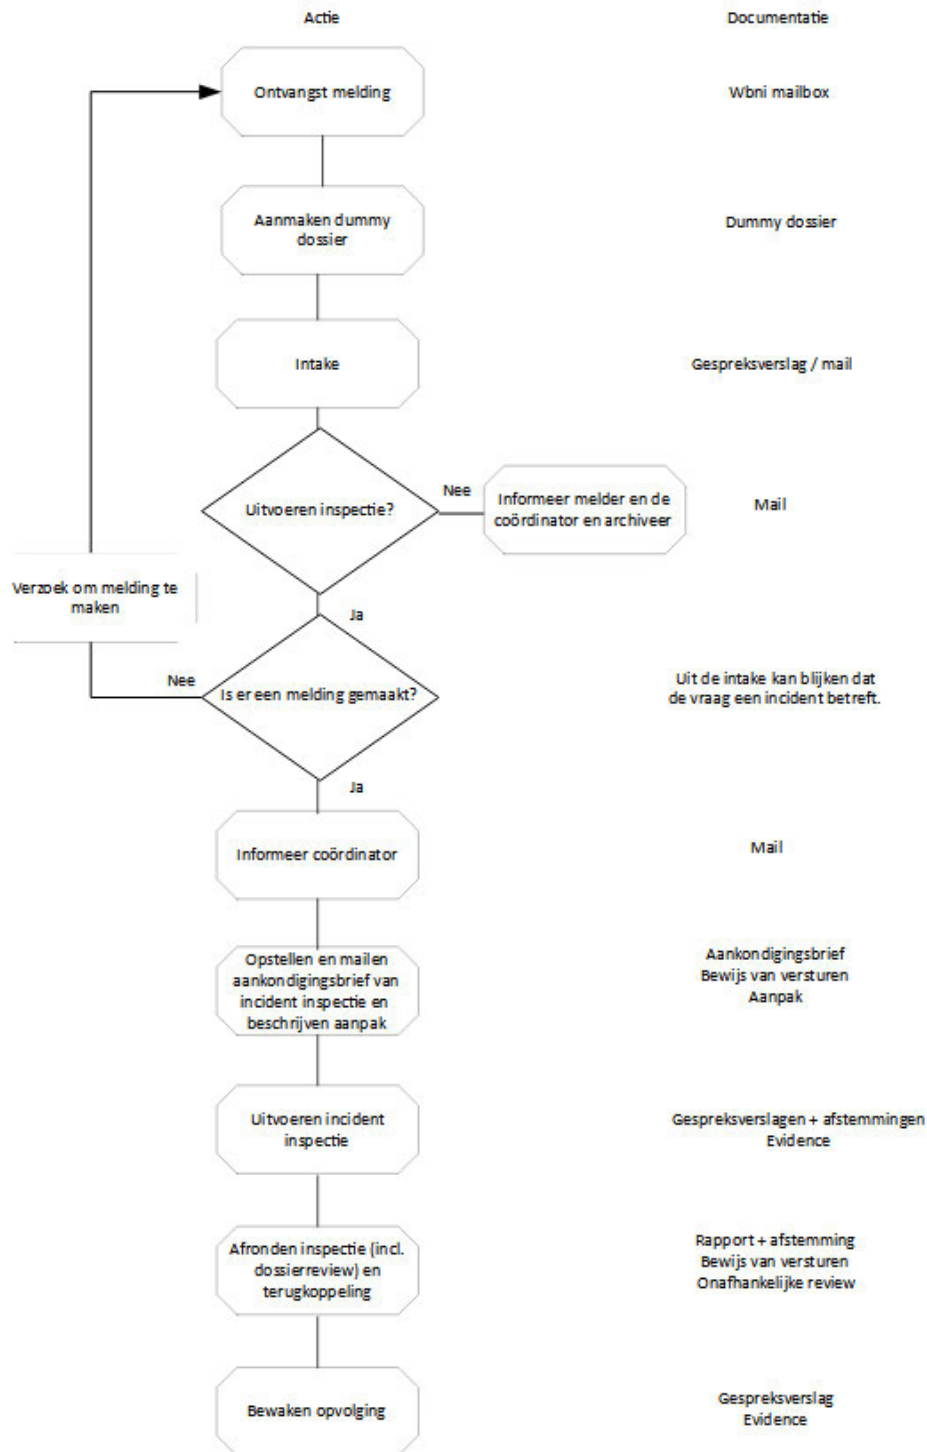 Actie
Documentatie
Ontvangst melding
Wbni mailbox
Aanmaken dummy
dossier
Dummy dossier
Intake
Gespreksverslag / mail
Uitvoeren inspectie?
Nee
Informeer melder en de
coördinator en archiveer
Mail
Verzoek om melding te
maken
Ja
Nee
Is er een melding gemaakt?
Uit de intake kan blijken dat
de vraag een incident betreft.
Ja
Informeer coördinator
Mail
Opstellen en mailen
aankondigingsbrief van
incident inspectie en
beschrijven aanpak
Aankondigingsbrief
Bewijs van versturen
Aanpak
Uitvoeren incident
inspectie
Gespreksverslagen + afstemmingen
Evidence
Afronden inspectie (incl.
dossierreview) en
terugkoppeling
Rapport + afstemming
Bewijs van versturen
Onafhankelijke review
Bewaken opvolging
Gespreksverslag
Evidence